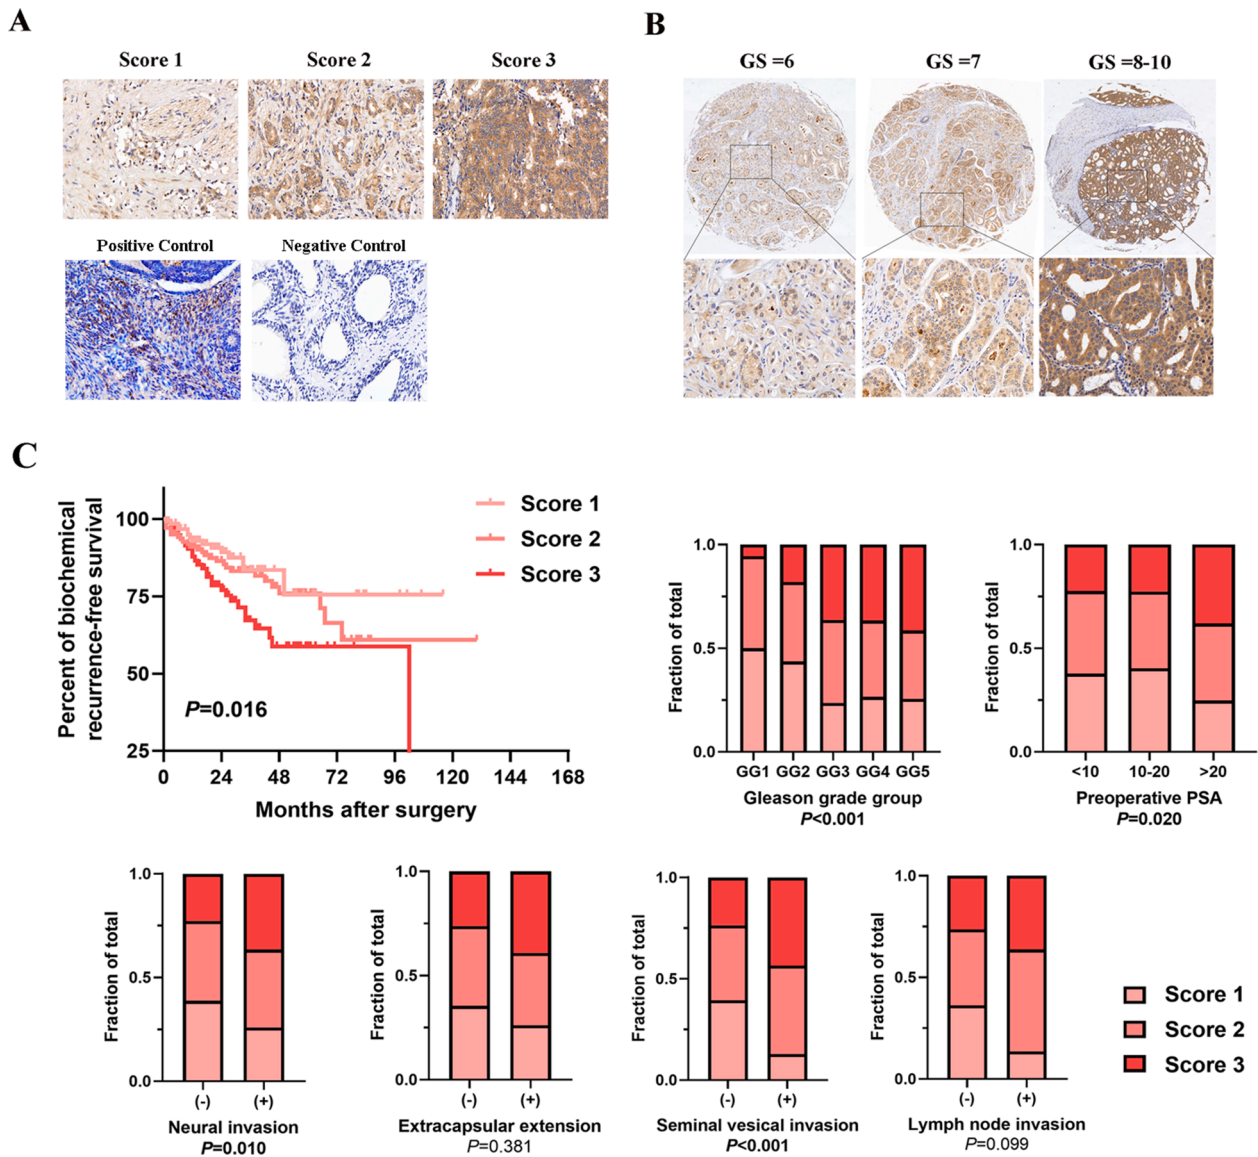 A
Score 1
Score 2
Score 3
Positive Control
Negative Control
B
GS =6
GS =7
GS =8-10
C
Percent of biochemical
recurrence-free survival
100
75
50
25
P=0.016
Score 1
Score 2
Score 3
0 24 48 72 96 120 144 168
Months after surgery
Fraction of total
1.0
0.5
0.0
GG1 GG2 GG3 GG4 GG5
Gleason grade group
P<0.001
Fraction of total
1.0
0.5
0.0
<10 10-20 >20
Preoperative PSA
P=0.020
Fraction of total
1.0
0.5
0.0
(-) (+)
Neural invasion
P=0.010
Fraction of total
1.0
0.5
0.0
(-) (+)
Extracapsular extension
P=0.381
Fraction of total
1.0
0.5
0.0
(-) (+)
Seminal vesical invasion
P<0.001
Fraction of total
1.0
0.5
0.0
(-) (+)
Lymph node invasion
P=0.099
Score 1
Score 2
Score 3